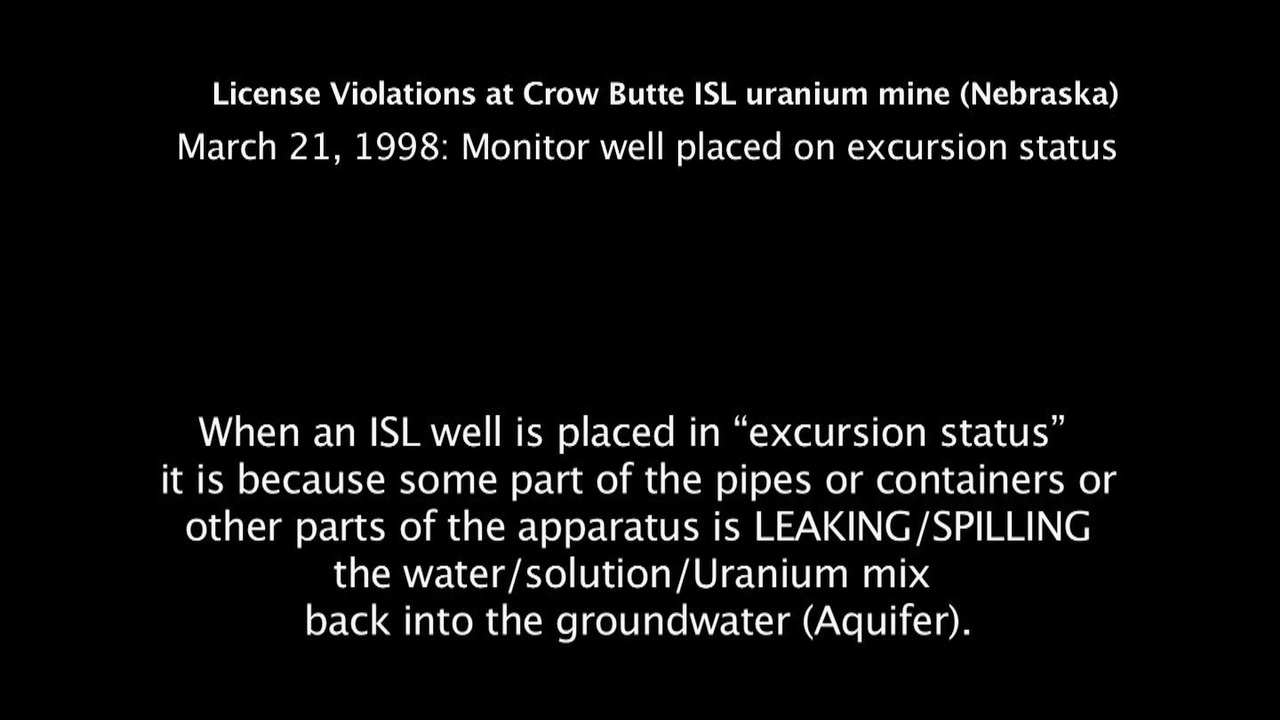 License Violations at Crow Butte ISL uranium mine (Nebraska)
March 21, 1998: Monitor well placed on excursion status
When an ISL well is placed in “excursion status”
it is because some part of the pipes or containers or
other parts of the apparatus is LEAKING/SPILLING
the water/solution/Uranium mix
back into the groundwater (Aquifer).